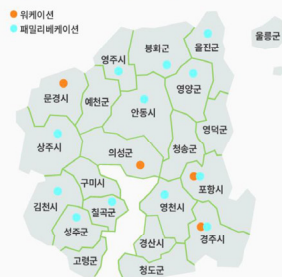 워케이션
패밀리베케이션
울릉군
울진군
봉화군
영주시
영양군
문경시
예천군
안동시
영덕군
상주시
청송군
의성군
구미시
포항시
김천시
칠곡군
영천시
성주군
경주시
경산시
고령군
청도군